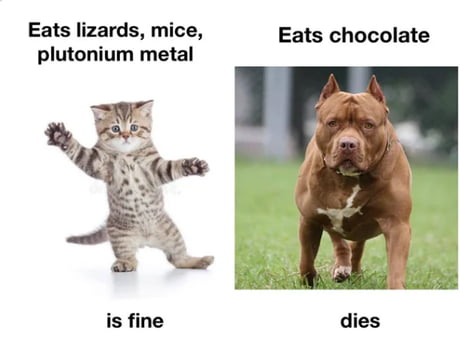 Eats lizards, mice,
plutonium metal
Eats chocolate
is fine
dies